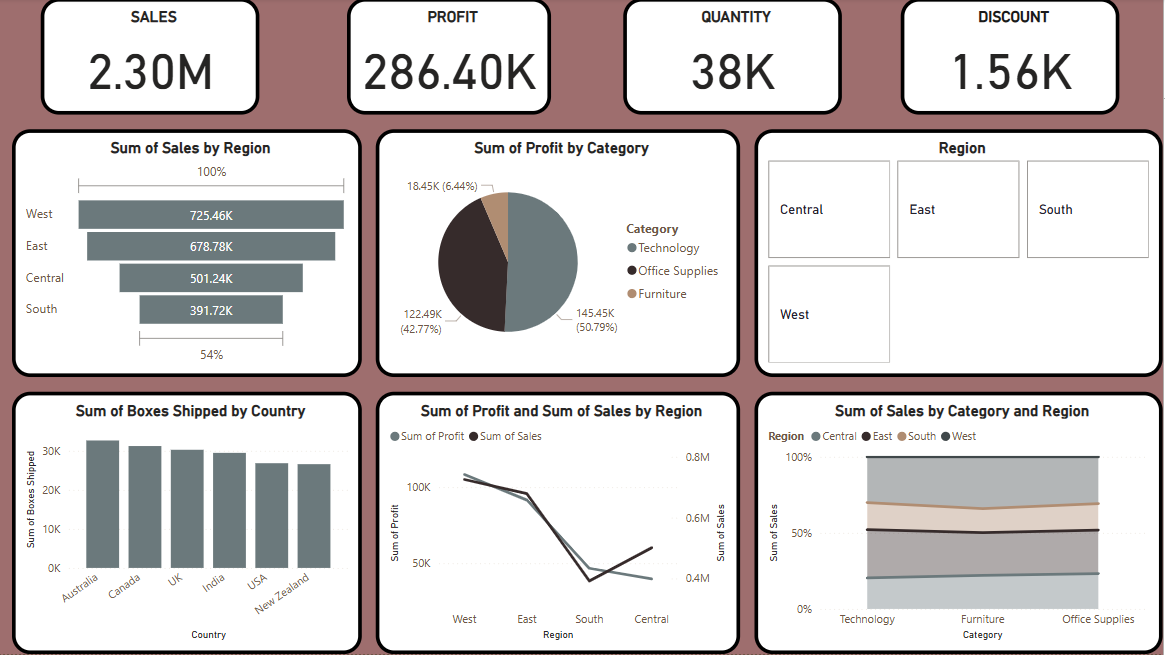 SALES
2.30M
PROFIT
286.40K
QUANTITY
38K
DISCOUNT
1.56K
Sum of Sales by Region
100%
West
725.46K
East
678.78K
Central
501.24K
South
391.72K
54%
Sum of Profit by Category
18.45K (6.44%)
122.49K
(42.77%)
145.45K
(50.79%)
Category
Technology
Office Supplies
Furniture
Region
Central
East
South
West
Sum of Boxes Shipped by Country
Sum of Boxes Shipped
30K
20K
10K
0K
Australia
Canada
UK
India
USA
New Zealand
Country
Sum of Profit and Sum of Sales by Region
Sum of Profit
Sum of Sales
Sum of Profit
100K
50K
0.8M
0.6M
0.4M
Sum of Sales
West
East
South
Central
Region
Sum of Sales by Category and Region
Region
Central
East
South
West
Sum of Sales
100%
50%
0%
Technology
Furniture
Office Supplies
Category